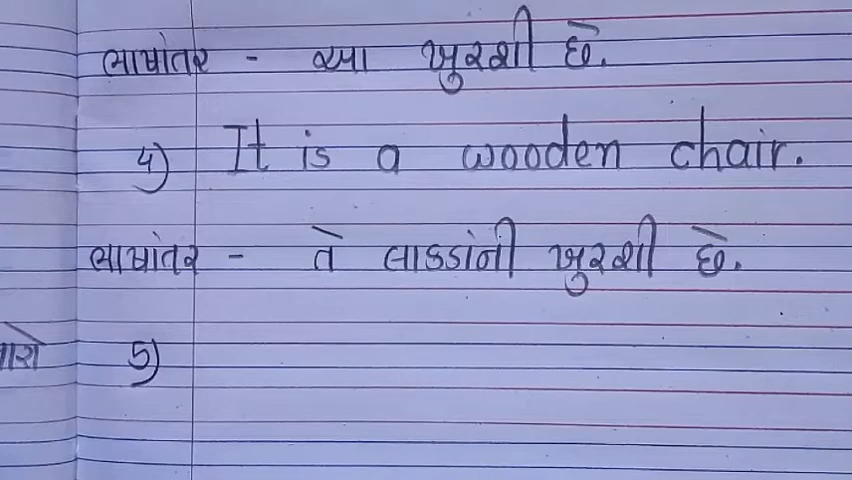 ભાષાંતર - આ ખુરશી છે.
4) It is a wooden chair.
ભાષાંતર - તે લાકડાંની ખુરશી છે.
5)